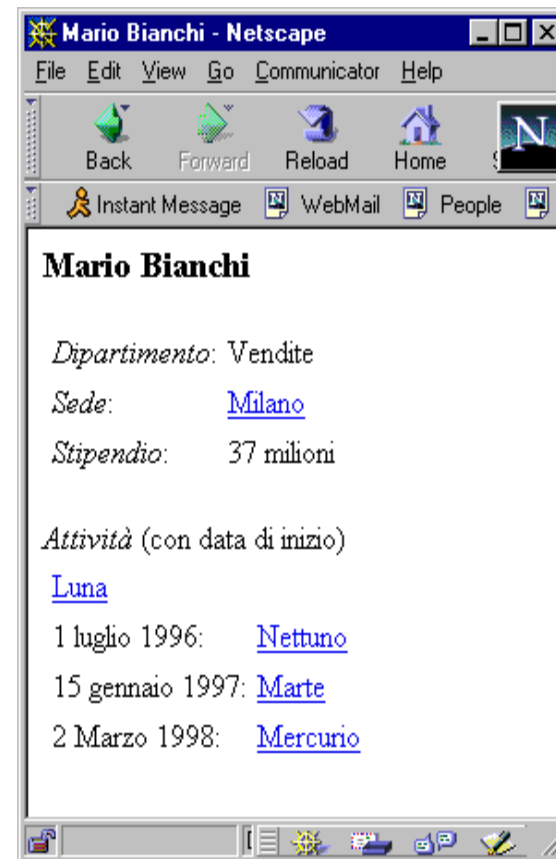 Mario Bianchi - Netscape
File Edit View Go Communicator Help
N
Back Forward Reload Home
Instant Message WebMail People
Mario Bianchi
Dipartimento: Vendite
Sede: Milano
Stipendio: 37 milioni
Attività (con data di inizio)
Luna
1 luglio 1996: Nettuno
15 gennaio 1997: Marte
2 Marzo 1998: Mercurio